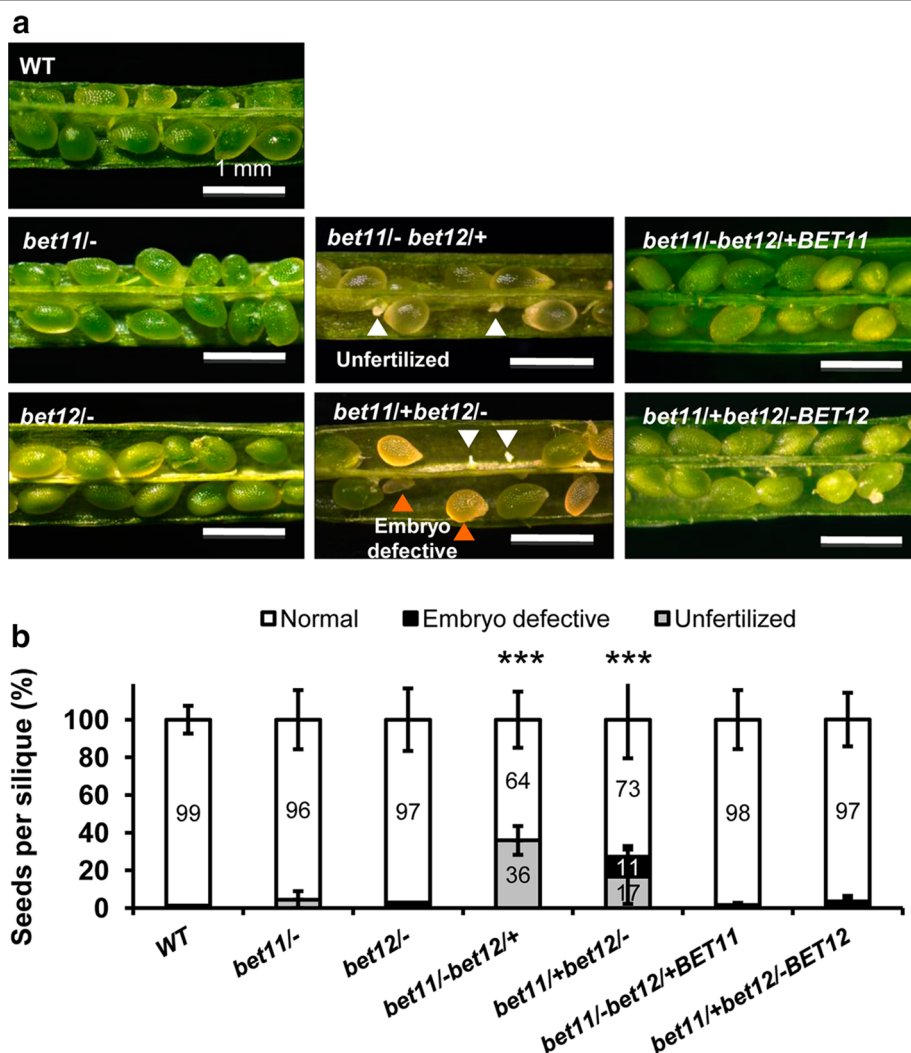 a
WT
1 mm
bet11/-
bet11/- bet12/+
Unfertilized
bet11/-bet12/+BET11
bet12/-
bet11/+bet12/-
Embryo
defective
bet11/+bet12/-BET12
b
Normal Embryo defective Unfertilized
*** ***
Seeds per silique (%)
100
80
60
40
20
0
99
96
97
64
36
73
11
17
98
97
WT
bet11/-
bet12/-
bet11/-bet12/+
bet11/+bet12/-
bet11/-bet12/+BET11
bet11/+bet12/-BET12